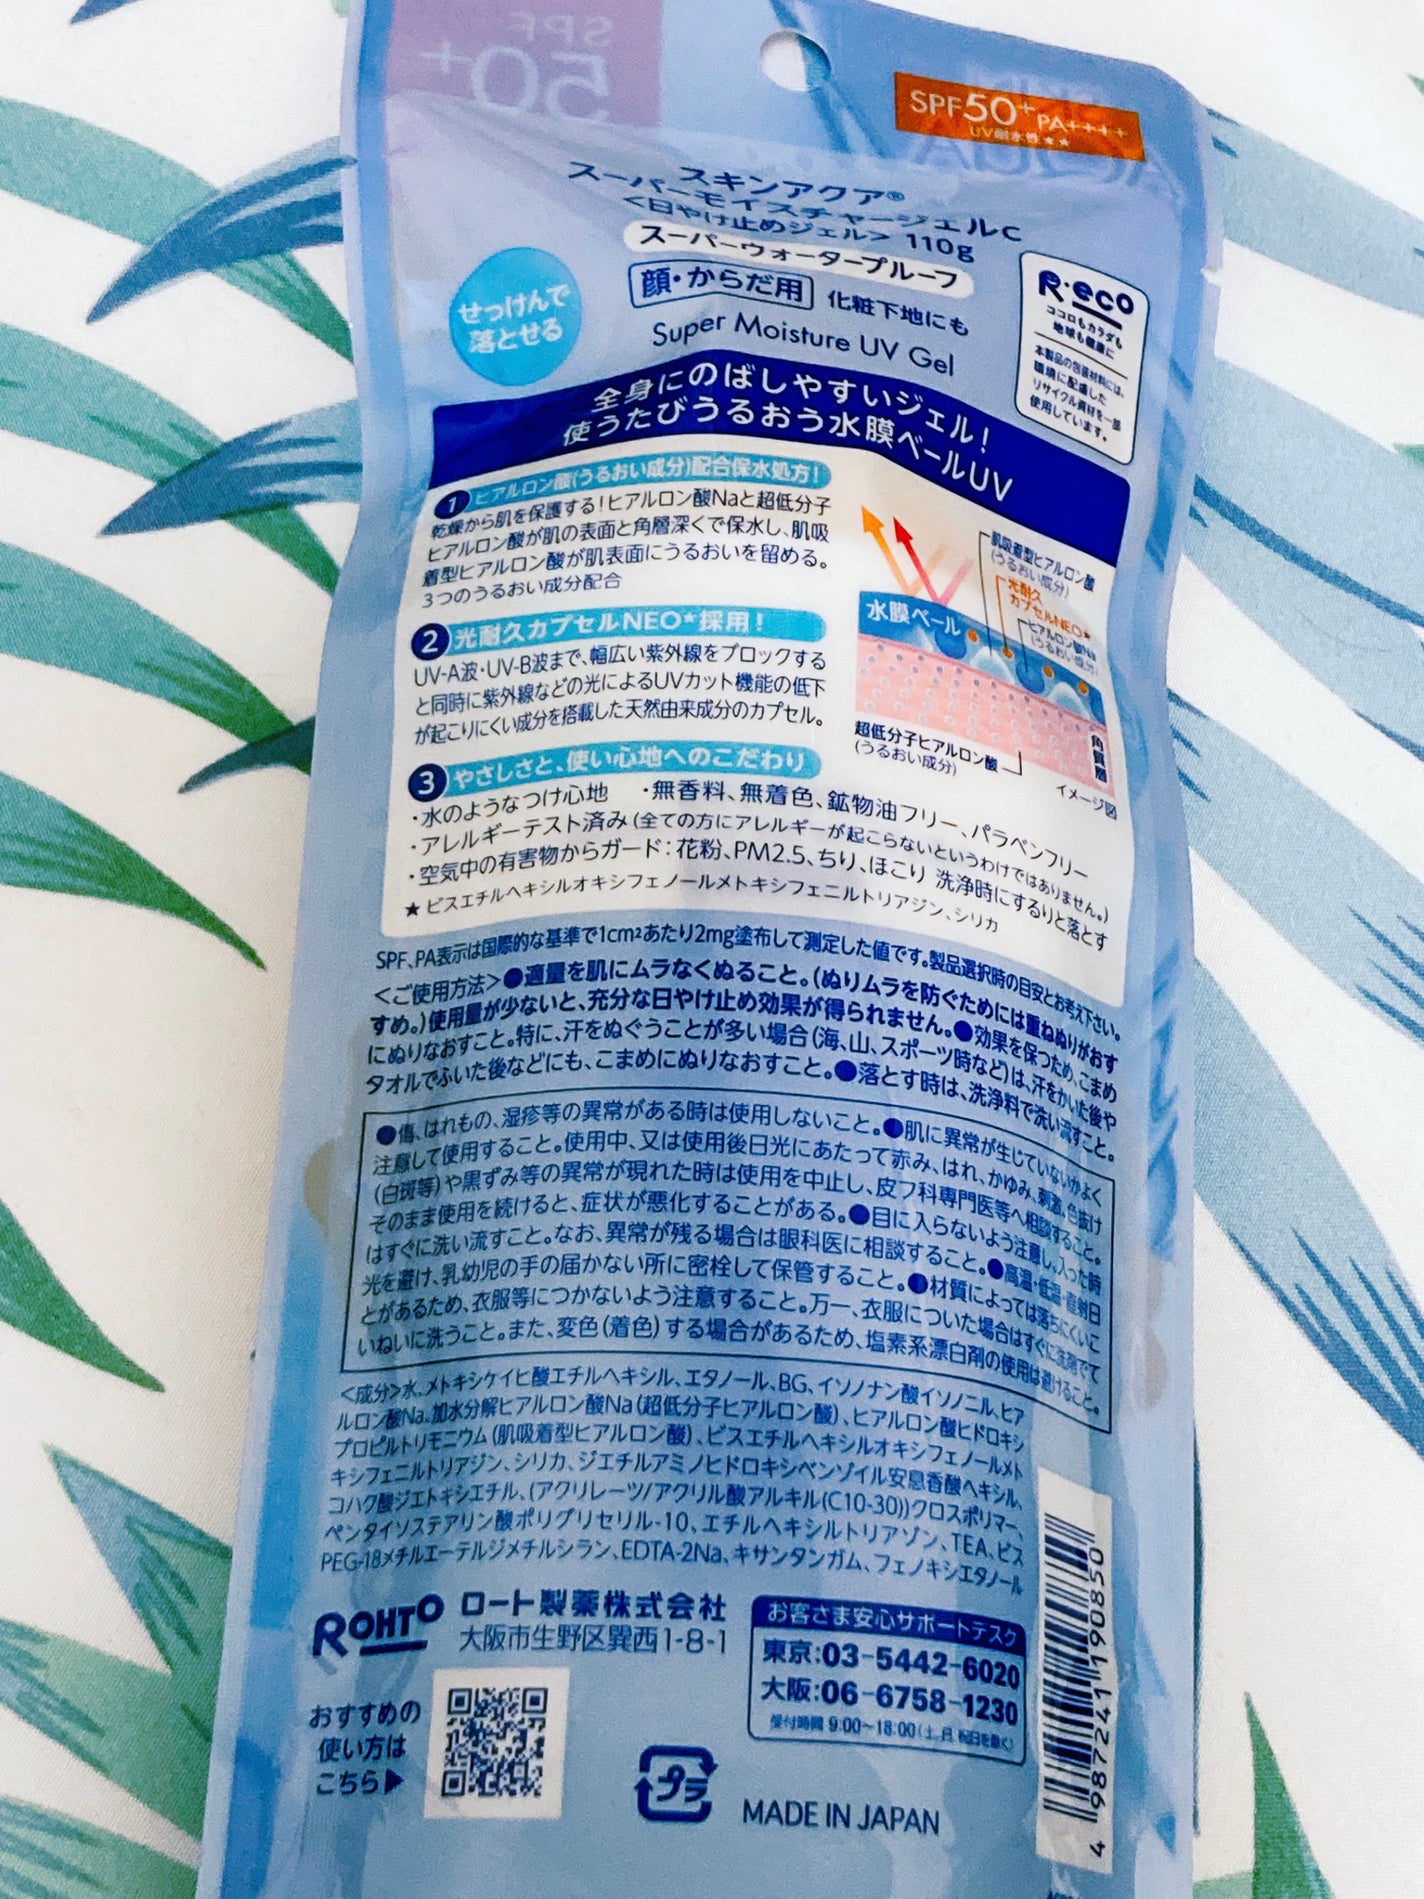 SPF50+ PA++++
UV耐水性★★
スキンアクア®
スーパーモイスチャージェルC
<日やけ止めジェル> 110g
スーパーウォータープルーフ
顔・からだ用 化粧下地にも
Super Moisture UV Gel
せっけんで
落とせる
R・eco
ココロもカラダも
地球も健康に
本製品の包装材料には、
環境に配慮した
リサイクル資材を一部
使用しています。
全身にのばしやすいジェル！
使うたびうるおう水膜ベールUV
1 ヒアルロン酸(うるおい成分)配合保水処方！
乾燥から肌を保護する！ヒアルロン酸Naと超低分子
ヒアルロン酸が肌の表面と角層深くで保水し、肌吸
着型ヒアルロン酸が肌表面にうるおいを留める。
3つのうるおい成分配合
2 光耐久カプセルNEO★採用！
UV-A波・UV-B波まで、幅広い紫外線をブロックする
と同時に紫外線などの光によるUVカット機能の低下
が起こりにくい成分を搭載した天然由来成分のカプセル。
肌吸着型ヒアルロン酸
(うるおい成分)
光耐久
カプセルNEO★
ヒアルロン酸Na
(うるおい成分)
水膜ベール
超低分子ヒアルロン酸
(うるおい成分)
角質層
イメージ図
3 やさしさと、使い心地へのこだわり
・水のようなつけ心地 ・無香料、無着色、鉱物油フリー、パラベンフリー
・アレルギーテスト済み(全ての方にアレルギーが起こらないというわけではありません。)
・空気中の有害物からガード：花粉、PM2.5、ちり、ほこり 洗浄時にするりと落とす
★ビスエチルヘキシルオキシフェノールメトキシフェニルトリアジン、シリカ
SPF、PA表示は国際的な基準で1cm²あたり2mg塗布して測定した値です。製品選択時の目安とお考え下さい。
<ご使用方法>●適量を肌にムラなくぬること。(ぬりムラを防ぐためには重ねぬりがおす
すめ。)使用量が少ないと、充分な日やけ止め効果が得られません。●効果を保つため、こまめ
にぬりなおすこと。特に、汗をぬぐうことが多い場合(海、山、スポーツ時など)は、汗をかいた後や
タオルでふいた後などにも、こまめにぬりなおすこと。●落とす時は、洗浄料で洗い流すこと。
●傷、はれもの、湿疹等の異常がある時は使用しないこと。●肌に異常が生じていないかよく
注意して使用すること。使用中、又は使用後日光にあたって赤み、はれ、かゆみ、刺激、色抜け
(白斑等)や黒ずみ等の異常が現れた時は使用を中止し、皮フ科専門医等へ相談すること。
そのまま使用を続けると、症状が悪化することがある。●目に入らないよう注意し、入った時
はすぐに洗い流すこと。なお、異常が残る場合は眼科医に相談すること。●高温・低温・直射日
光を避け、乳幼児の手の届かない所に密栓して保管すること。●材質によっては落ちにくいこ
とがあるため、衣服等につかないよう注意すること。万一、衣服についた場合はすぐに洗剤でて
いねいに洗うこと。また、変色(着色)する場合があるため、塩素系漂白剤の使用は避けること。
<成分>水、メトキシケイヒ酸エチルヘキシル、エタノール、BG、イソノナン酸イソノニル、ヒア
ルロン酸Na、加水分解ヒアルロン酸Na(超低分子ヒアルロン酸)、ヒアルロン酸ヒドロキシ
プロピルトリモニウム(肌吸着型ヒアルロン酸)、ビスエチルヘキシルオキシフェノールメト
キシフェニルトリアジン、シリカ、ジエチルアミノヒドロキシベンゾイル安息香酸ヘキシル、
コハク酸ジエトキシエチル、(アクリレーツ/アクリル酸アルキル(C10-30))クロスポリマー、
ペンタイソステアリン酸ポリグリセリル-10、エチルヘキシルトリアゾン、TEA、ビス
PEG-18メチルエーテルジメチルシラン、EDTA-2Na、キサンタンガム、フェノキシエタノール
ROHTO ロート製薬株式会社
大阪市生野区巽西1-8-1
お客さま安心サポートデスク
東京：03-5442-6020
大阪：06-6758-1230
受付時間 9:00〜18:00(土、日、祝日を除く)
おすすめの
使い方は
こちら▶
プラ
MADE IN JAPAN
4987241190850